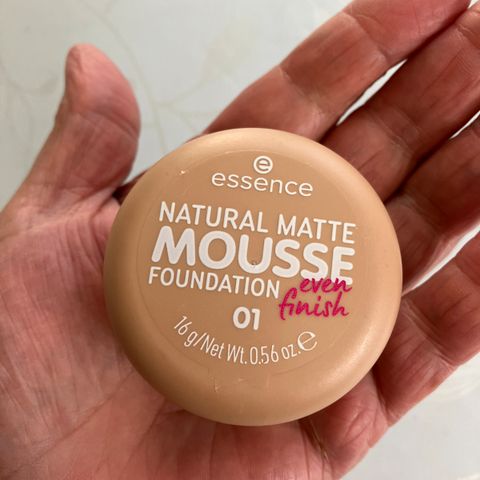 essence
NATURAL MATTE
MOUSSE
FOUNDATION
even
finish
01
16 g/Net Wt. 0.56 oz. ℮